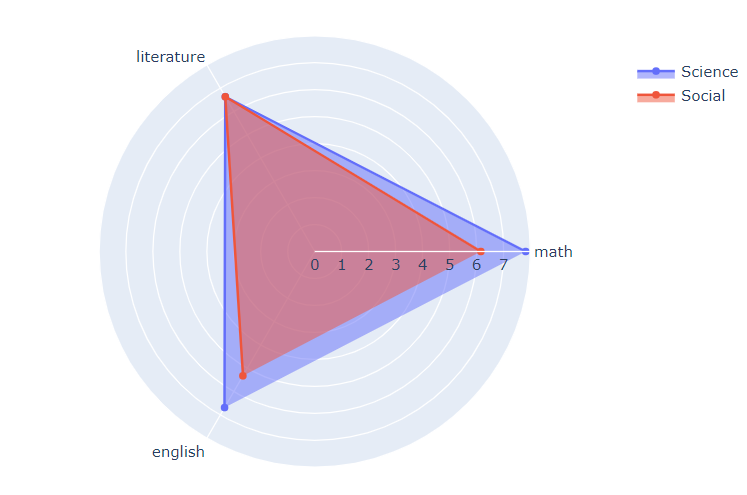 literature
Science
Social
math
0 1 2 3 4 5 6 7
english